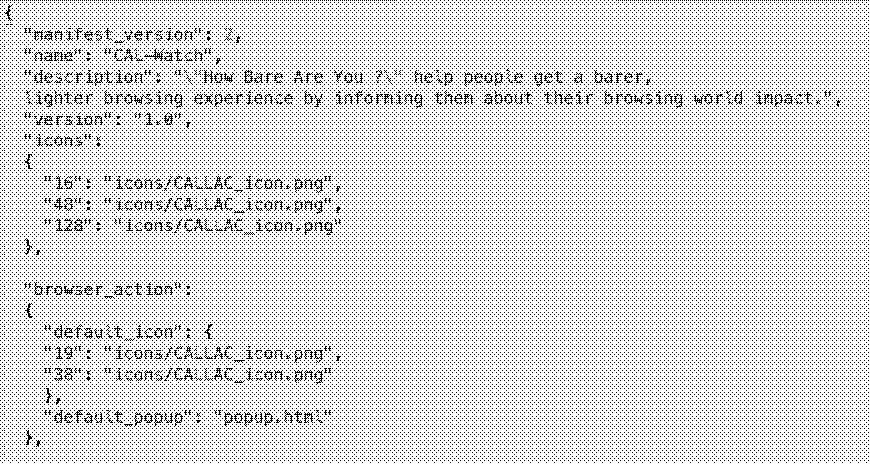 {
"manifest_version": 2,
"name": "CAL-Watch",
"description": "\"How Bare Are You ?\" help people get a barer,
lighter browsing experience by informing them about their browsing world impact.",
"version": "1.0",
"icons":
{
"16": "icons/CALLAC_icon.png",
"48": "icons/CALLAC_icon.png",
"128": "icons/CALLAC_icon.png"
},
"browser_action":
{
"default_icon": {
"19": "icons/CALLAC_icon.png",
"38": "icons/CALLAC_icon.png"
},
"default_popup": "popup.html"
},